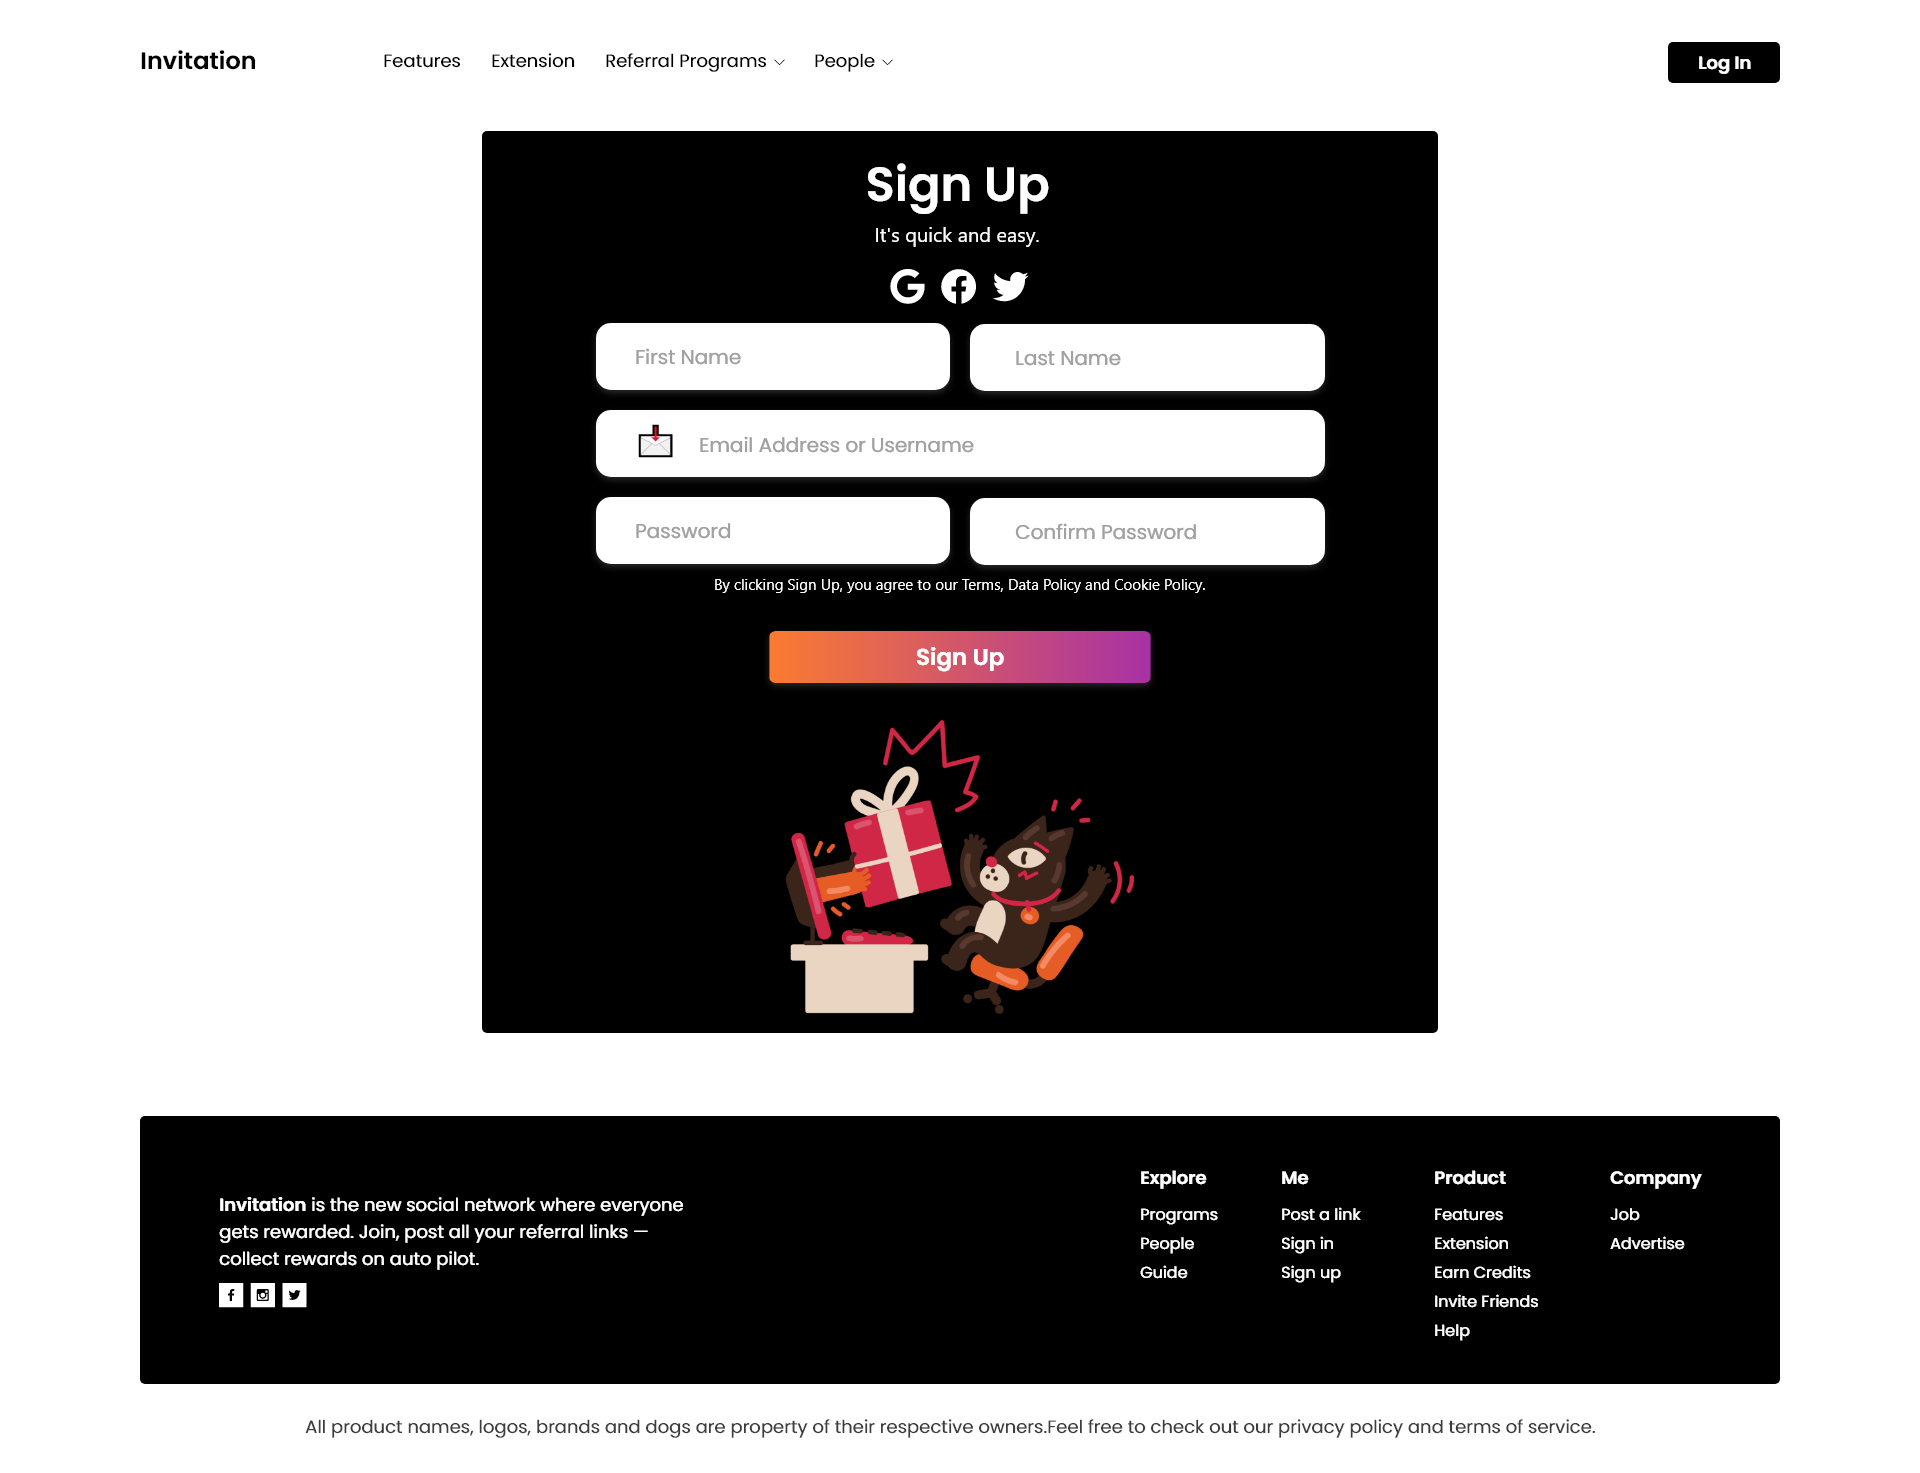 Invitation
Features
Extension
Referral Programs
People
Log In
Sign Up
It's quick and easy.
First Name
Last Name
Email Address or Username
Password
Confirm Password
By clicking Sign Up, you agree to our Terms, Data Policy and Cookie Policy.
Sign Up
Invitation is the new social network where everyone
gets rewarded. Join, post all your referral links —
collect rewards on auto pilot.
Explore
Programs
People
Guide
Me
Post a link
Sign in
Sign up
Product
Features
Extension
Earn Credits
Invite Friends
Help
Company
Job
Advertise
All product names, logos, brands and dogs are property of their respective owners.Feel free to check out our privacy policy and terms of service.